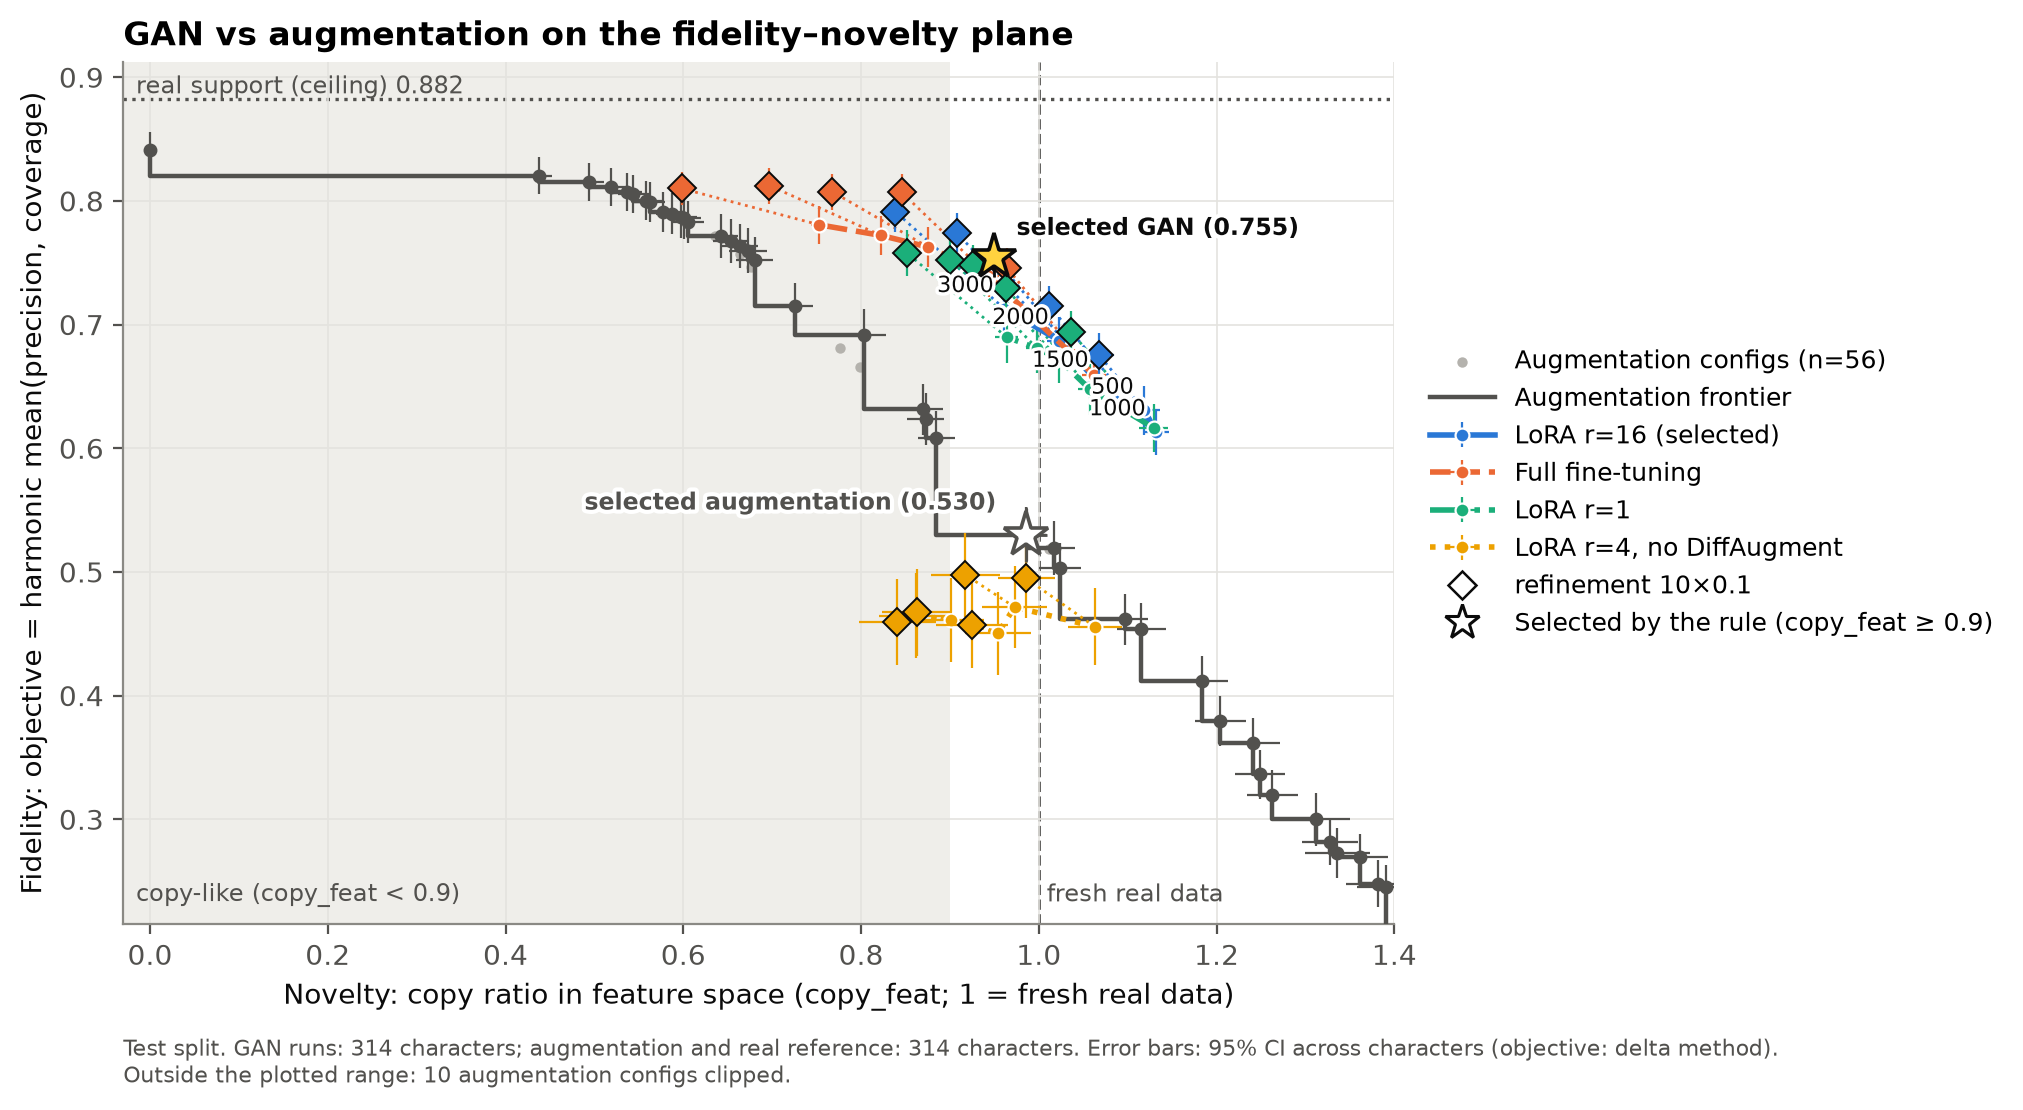 GAN vs augmentation on the fidelity–novelty plane
Fidelity: objective = harmonic mean(precision, coverage)
0.9
0.8
0.7
0.6
0.5
0.4
0.3
real support (ceiling) 0.882
selected GAN (0.755)
3000
2000
1500
500
1000
selected augmentation (0.530)
copy-like (copy_feat < 0.9)
fresh real data
0.0
0.2
0.4
0.6
0.8
1.0
1.2
1.4
Novelty: copy ratio in feature space (copy_feat; 1 = fresh real data)
Augmentation configs (n=56)
Augmentation frontier
LoRA r=16 (selected)
Full fine-tuning
LoRA r=1
LoRA r=4, no DiffAugment
refinement 10×0.1
Selected by the rule (copy_feat ≥ 0.9)
Test split. GAN runs: 314 characters; augmentation and real reference: 314 characters. Error bars: 95% CI across characters (objective: delta method).
Outside the plotted range: 10 augmentation configs clipped.